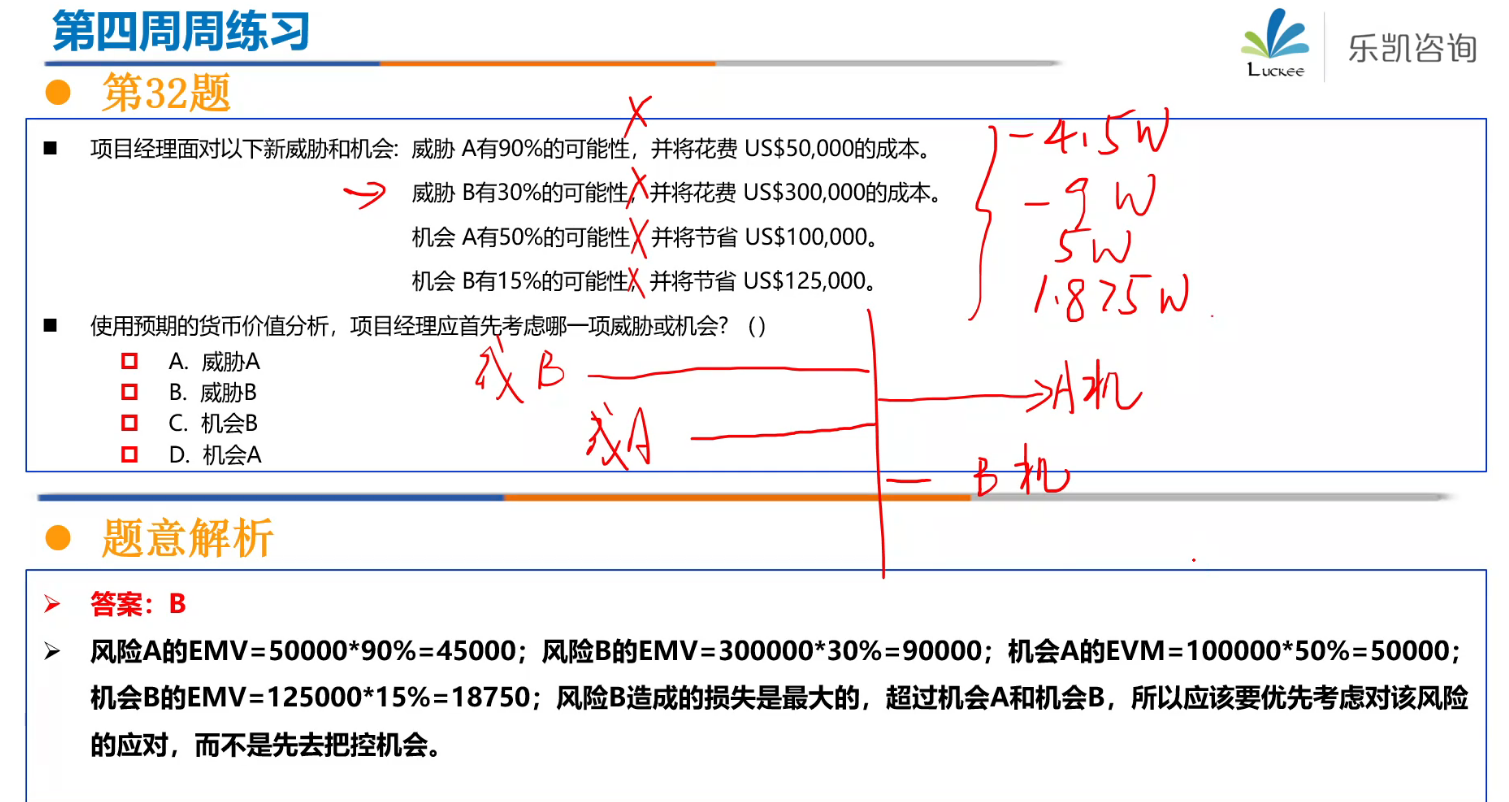 第四周周练习
LUCKEE
乐凯咨询
第32题
项目经理面对以下新威胁和机会: 威胁 A有90%的可能性，并将花费 US$50,000的成本。
威胁 B有30%的可能性，并将花费 US$300,000的成本。
机会 A有50%的可能性，并将节省 US$100,000。
机会 B有15%的可能性，并将节省 US$125,000。
-4.5W
-9W
5W
1.875W
使用预期的货币价值分析，项目经理应首先考虑哪一项威胁或机会？（）
A. 威胁A
B. 威胁B
C. 机会B
D. 机会A
B
A
A机
B机
题意解析
答案：B
风险A的EMV=50000*90%=45000；风险B的EMV=300000*30%=90000；机会A的EVM=100000*50%=50000；
机会B的EMV=125000*15%=18750；风险B造成的损失是最大的，超过机会A和机会B，所以应该要优先考虑对该风险
的应对，而不是先去把控机会。